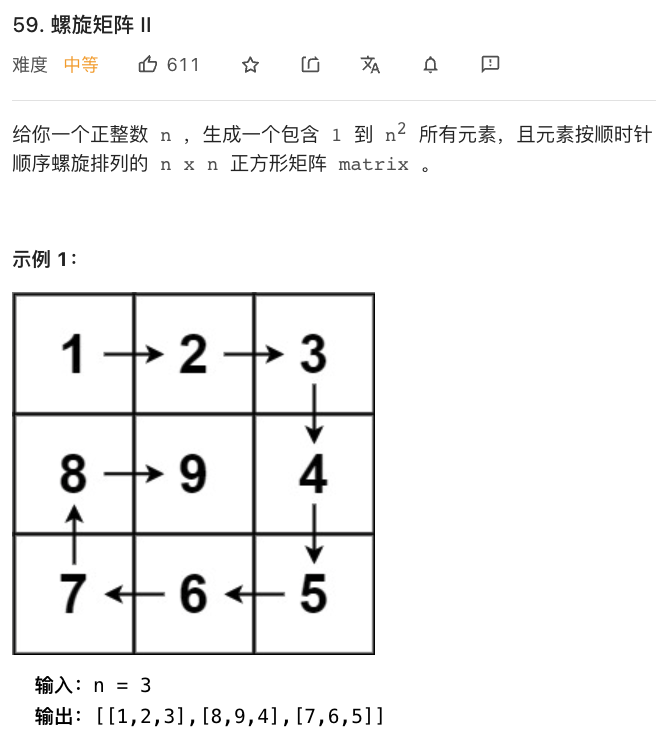 59. 螺旋矩阵 II
难度 中等 611
给你一个正整数 n ，生成一个包含 1 到 n² 所有元素，且元素按顺时针
顺序螺旋排列的 n x n 正方形矩阵 matrix 。
示例 1：
1 2 3
8 9 4
7 6 5
输入：n = 3
输出：[[1,2,3],[8,9,4],[7,6,5]]